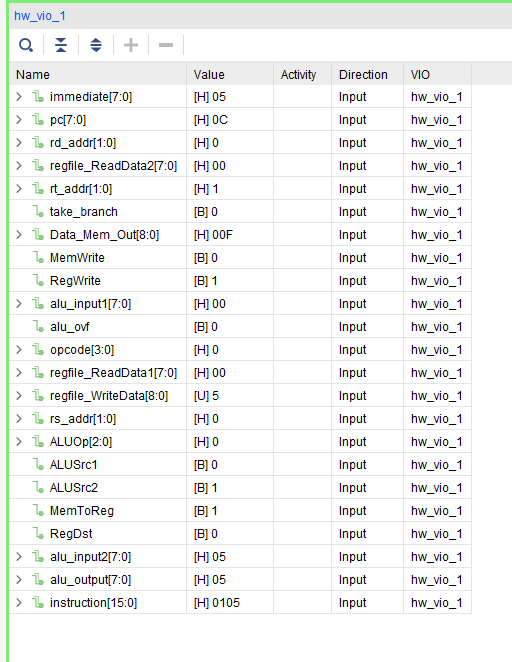 hw_vio_1
Name Value Activity Direction VIO
immediate[7:0] [H] 05 Input hw_vio_1
pc[7:0] [H] 0C Input hw_vio_1
rd_addr[1:0] [H] 0 Input hw_vio_1
regfile_ReadData2[7:0] [H] 00 Input hw_vio_1
rt_addr[1:0] [H] 1 Input hw_vio_1
take_branch [B] 0 Input hw_vio_1
Data_Mem_Out[8:0] [H] 00F Input hw_vio_1
MemWrite [B] 0 Input hw_vio_1
RegWrite [B] 1 Input hw_vio_1
alu_input1[7:0] [H] 00 Input hw_vio_1
alu_ovf [B] 0 Input hw_vio_1
opcode[3:0] [H] 0 Input hw_vio_1
regfile_ReadData1[7:0] [H] 00 Input hw_vio_1
regfile_WriteData[8:0] [U] 5 Input hw_vio_1
rs_addr[1:0] [H] 0 Input hw_vio_1
ALUOp[2:0] [H] 0 Input hw_vio_1
ALUSrc1 [B] 0 Input hw_vio_1
ALUSrc2 [B] 1 Input hw_vio_1
MemToReg [B] 1 Input hw_vio_1
RegDst [B] 0 Input hw_vio_1
alu_input2[7:0] [H] 05 Input hw_vio_1
alu_output[7:0] [H] 05 Input hw_vio_1
instruction[15:0] [H] 0105 Input hw_vio_1